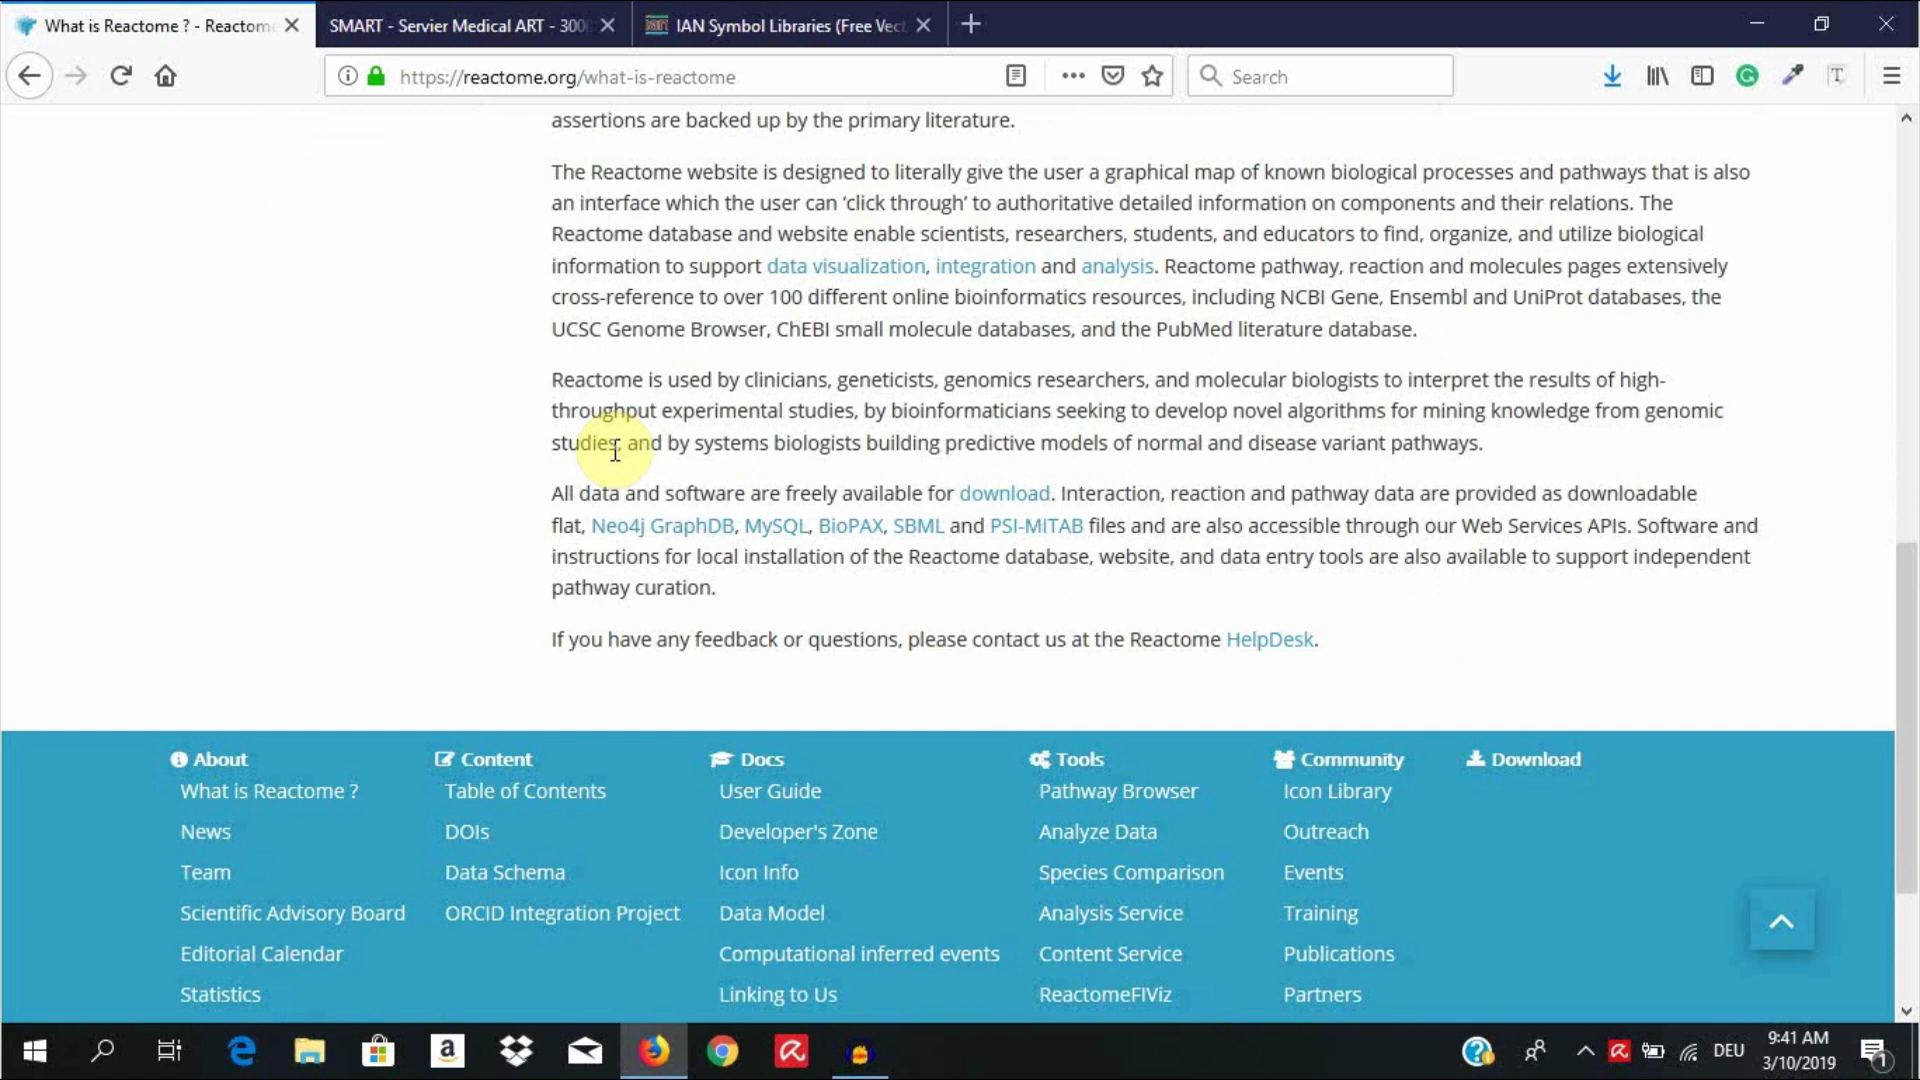 What is Reactome ? - Reactom
SMART - Servier Medical ART - 300
IAN Symbol Libraries (Free Vect
https://reactome.org/what-is-reactome
Search
assertions are backed up by the primary literature.
The Reactome website is designed to literally give the user a graphical map of known biological processes and pathways that is also
an interface which the user can ‘click through’ to authoritative detailed information on components and their relations. The
Reactome database and website enable scientists, researchers, students, and educators to find, organize, and utilize biological
information to support data visualization, integration and analysis. Reactome pathway, reaction and molecules pages extensively
cross-reference to over 100 different online bioinformatics resources, including NCBI Gene, Ensembl and UniProt databases, the
UCSC Genome Browser, ChEBI small molecule databases, and the PubMed literature database.
Reactome is used by clinicians, geneticists, genomics researchers, and molecular biologists to interpret the results of high-
throughput experimental studies, by bioinformaticians seeking to develop novel algorithms for mining knowledge from genomic
studies, and by systems biologists building predictive models of normal and disease variant pathways.
All data and software are freely available for download. Interaction, reaction and pathway data are provided as downloadable
flat, Neo4j GraphDB, MySQL, BioPAX, SBML and PSI-MITAB files and are also accessible through our Web Services APIs. Software and
instructions for local installation of the Reactome database, website, and data entry tools are also available to support independent
pathway curation.
If you have any feedback or questions, please contact us at the Reactome HelpDesk.
About
What is Reactome ?
News
Team
Scientific Advisory Board
Editorial Calendar
Statistics
Content
Table of Contents
DOIs
Data Schema
ORCID Integration Project
Docs
User Guide
Developer's Zone
Icon Info
Data Model
Computational inferred events
Linking to Us
Tools
Pathway Browser
Analyze Data
Species Comparison
Analysis Service
Content Service
ReactomeFIViz
Community
Icon Library
Outreach
Events
Training
Publications
Partners
Download
DEU
9:41 AM
3/10/2019
1